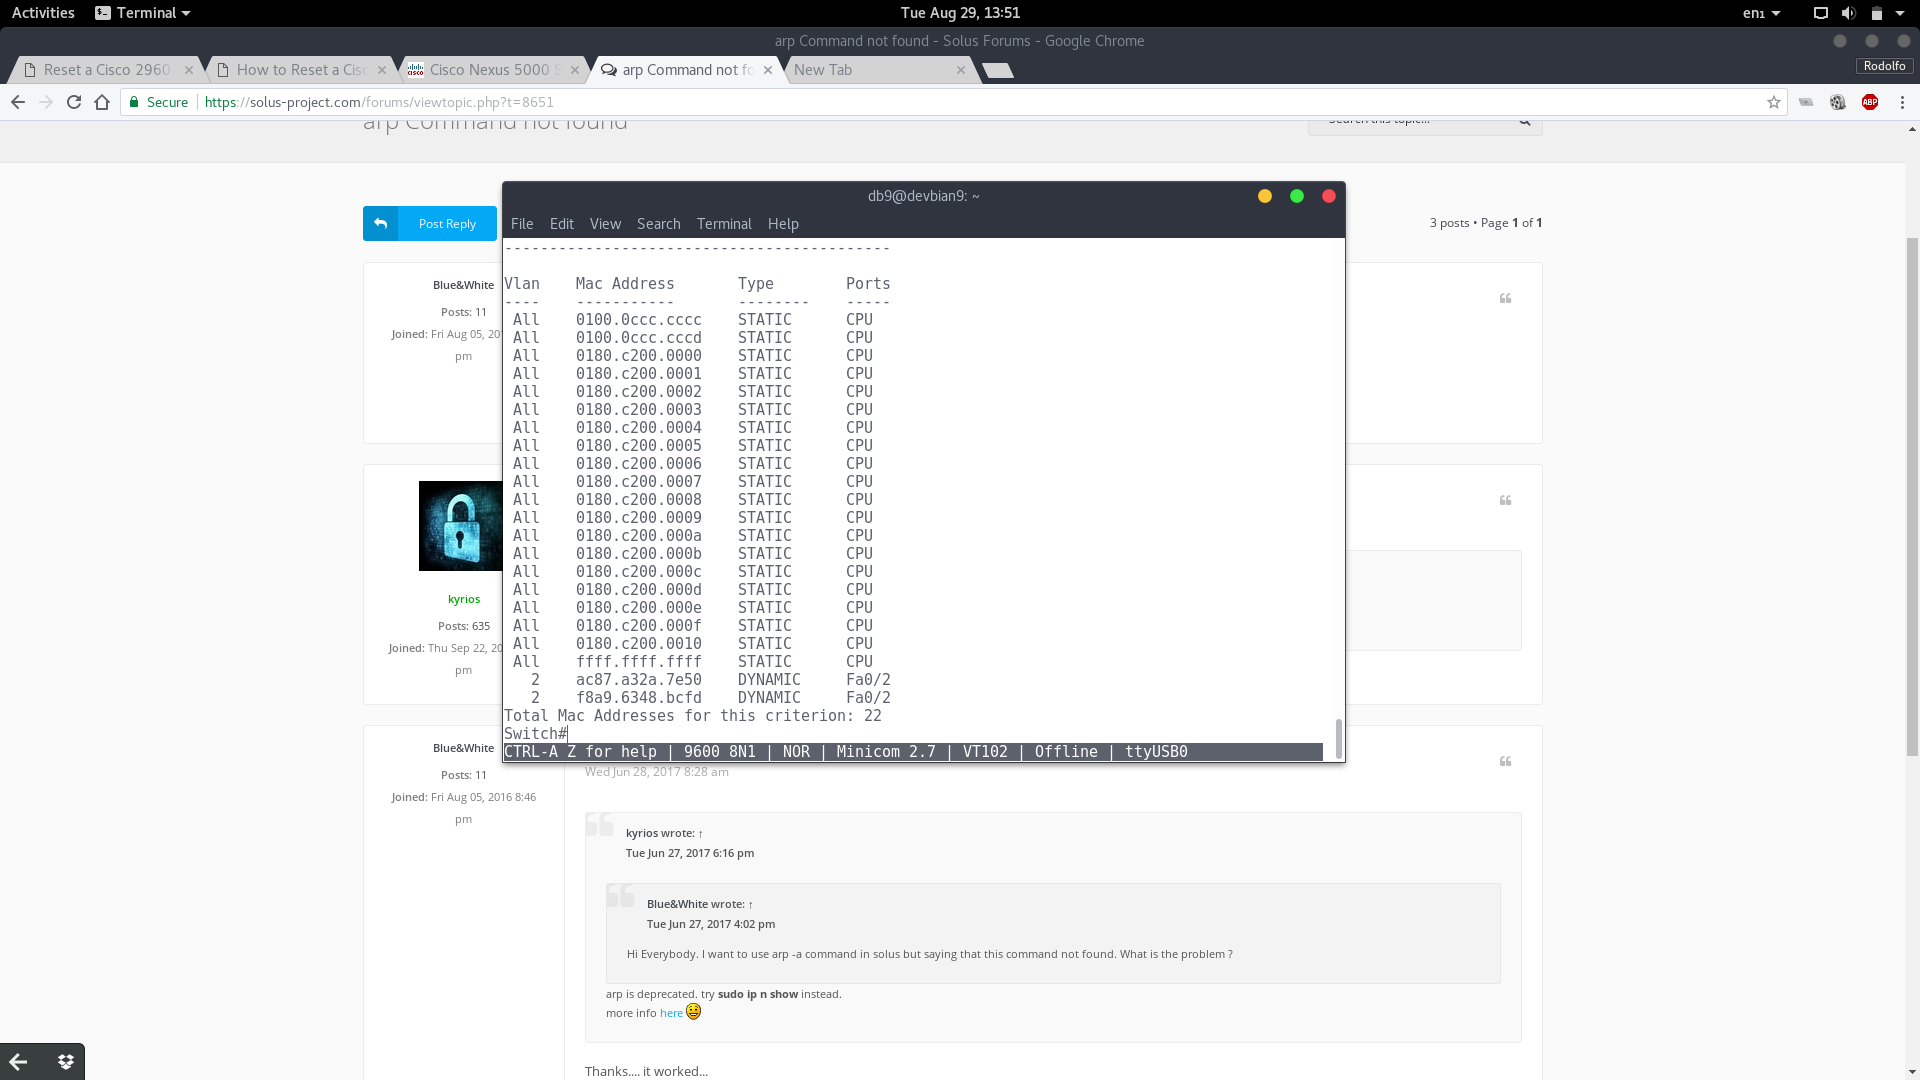 Activities
Terminal
Tue Aug 29, 13:51
en1
arp Command not found - Solus Forums - Google Chrome
Reset a Cisco 2960
How to Reset a Cis
Cisco Nexus 5000 S
arp Command not fo
New Tab
Rodolfo
Secure
https://solus-project.com/forums/viewtopic.php?t=8651
ABP
arp Command not found
Search this topic...
Post Reply
3 posts • Page 1 of 1
Blue&White
Posts: 11
Joined: Fri Aug 05, 20
pm
kyrios
Posts: 635
Joined: Thu Sep 22, 20
pm
db9@devbian9: ~
File Edit View Search Terminal Help
-------------------------------------------
Vlan Mac Address Type Ports
---- ----------- -------- -----
All 0100.0ccc.cccc STATIC CPU
All 0100.0ccc.cccd STATIC CPU
All 0180.c200.0000 STATIC CPU
All 0180.c200.0001 STATIC CPU
All 0180.c200.0002 STATIC CPU
All 0180.c200.0003 STATIC CPU
All 0180.c200.0004 STATIC CPU
All 0180.c200.0005 STATIC CPU
All 0180.c200.0006 STATIC CPU
All 0180.c200.0007 STATIC CPU
All 0180.c200.0008 STATIC CPU
All 0180.c200.0009 STATIC CPU
All 0180.c200.000a STATIC CPU
All 0180.c200.000b STATIC CPU
All 0180.c200.000c STATIC CPU
All 0180.c200.000d STATIC CPU
All 0180.c200.000e STATIC CPU
All 0180.c200.000f STATIC CPU
All 0180.c200.0010 STATIC CPU
All ffff.ffff.ffff STATIC CPU
2 ac87.a32a.7e50 DYNAMIC Fa0/2
2 f8a9.6348.bcfd DYNAMIC Fa0/2
Total Mac Addresses for this criterion: 22
Switch#
CTRL-A Z for help | 9600 8N1 | NOR | Minicom 2.7 | VT102 | Offline | ttyUSB0
Blue&White
Posts: 11
Joined: Fri Aug 05, 2016 8:46
pm
Wed Jun 28, 2017 8:28 am
kyrios wrote: ↑
Tue Jun 27, 2017 6:16 pm
Blue&White wrote: ↑
Tue Jun 27, 2017 4:02 pm
Hi Everybody. I want to use arp -a command in solus but saying that this command not found. What is the problem ?
arp is deprecated. try sudo ip n show instead.
more info here
Thanks.... it worked...